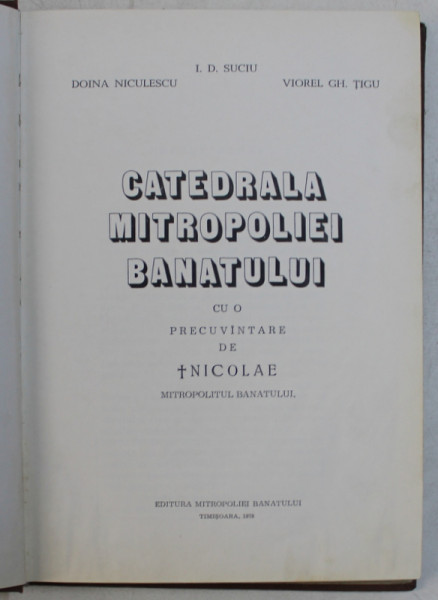 I. D. SUCIU
DOINA NICULESCU VIOREL GH. ȚIGU
CATEDRALA
MITROPOLIEI
BANATULUI
CU O
PRECUVÎNTARE
DE
†NICOLAE
MITROPOLITUL BANATULUI,
EDITURA MITROPOLIEI BANATULUI
TIMIȘOARA,